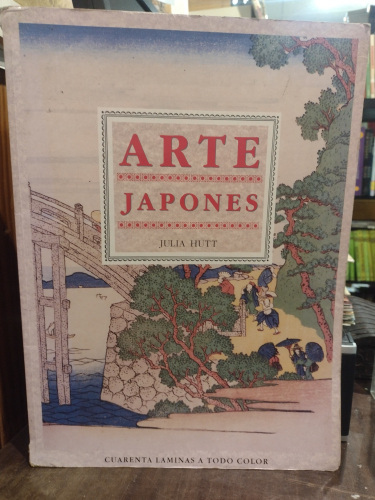 ARTE
JAPONES
JULIA HUTT
CUARENTA LAMINAS A TODO COLOR